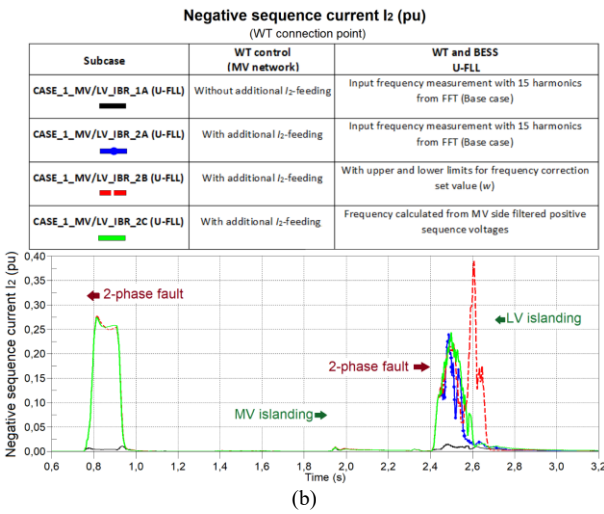 Negative sequence current I₂ (pu)
(WT connection point)
Subcase
WT control
(MV network)
WT and BESS
U-FLL
CASE_1_MV/LV_IBR_1A (U-FLL)
Without additional I₂-feeding
Input frequency measurement with 15 harmonics
from FFT (Base case)
CASE_1_MV/LV_IBR_2A (U-FLL)
With additional I₂-feeding
Input frequency measurement with 15 harmonics
from FFT (Base case)
CASE_1_MV/LV_IBR_2B (U-FLL)
With additional I₂-feeding
With upper and lower limits for frequency correction
set value (w)
CASE_1_MV/LV_IBR_2C (U-FLL)
With additional I₂-feeding
Frequency calculated from MV side filtered positive
sequence voltages
Negative sequence current I₂ (pu)
0,40
0,35
0,30
0,25
0,20
0,15
0,10
0,05
0,00
2-phase fault
LV islanding
2-phase fault
MV islanding
0,6 0,8 1,0 1,2 1,4 1,6 1,8 2,0 2,2 2,4 2,6 2,8 3,0 3,2
Time (s)
(b)